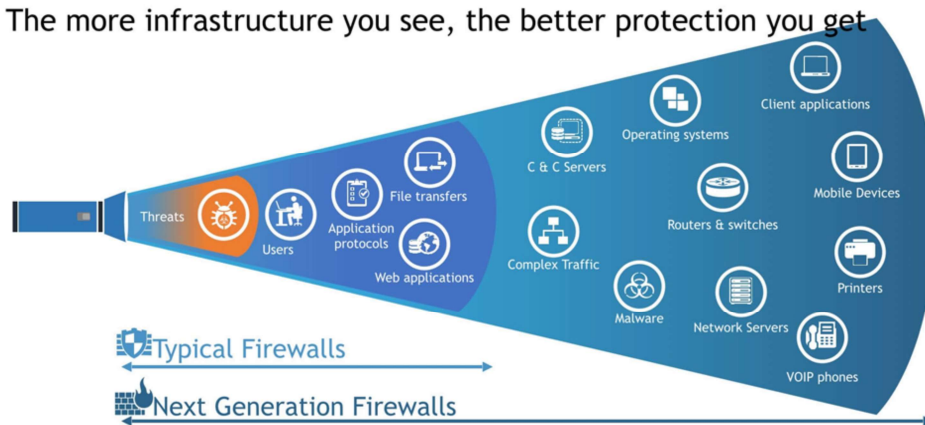 The more infrastructure you see, the better protection you get
Client applications
Operating systems
C & C Servers
File transfers
Mobile Devices
Threats
Users
Application
protocols
Routers & switches
Web applications
Complex Traffic
Printers
Malware
Network Servers
VOIP phones
Typical Firewalls
Next Generation Firewalls